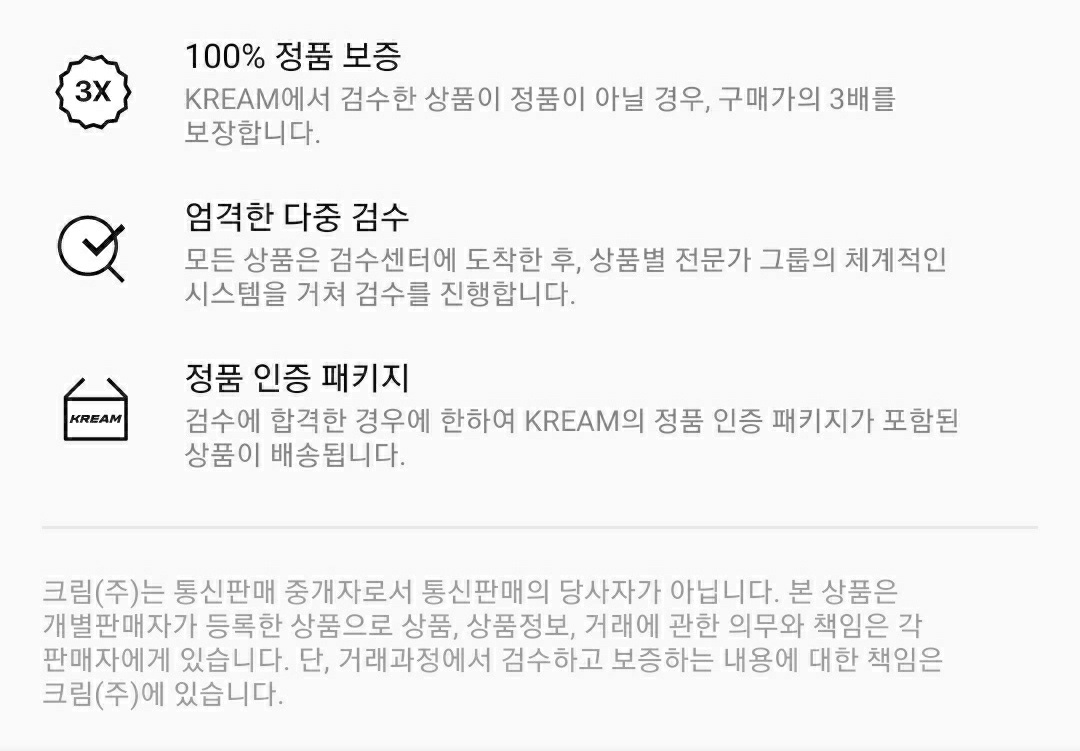 3X
100% 정품 보증
KREAM에서 검수한 상품이 정품이 아닐 경우, 구매가의 3배를
보장합니다.
엄격한 다중 검수
모든 상품은 검수센터에 도착한 후, 상품별 전문가 그룹의 체계적인
시스템을 거쳐 검수를 진행합니다.
KREAM
정품 인증 패키지
검수에 합격한 경우에 한하여 KREAM의 정품 인증 패키지가 포함된
상품이 배송됩니다.
크림(주)는 통신판매 중개자로서 통신판매의 당사자가 아닙니다. 본 상품은
개별판매자가 등록한 상품으로 상품, 상품정보, 거래에 관한 의무와 책임은 각
판매자에게 있습니다. 단, 거래과정에서 검수하고 보증하는 내용에 대한 책임은
크림(주)에 있습니다.